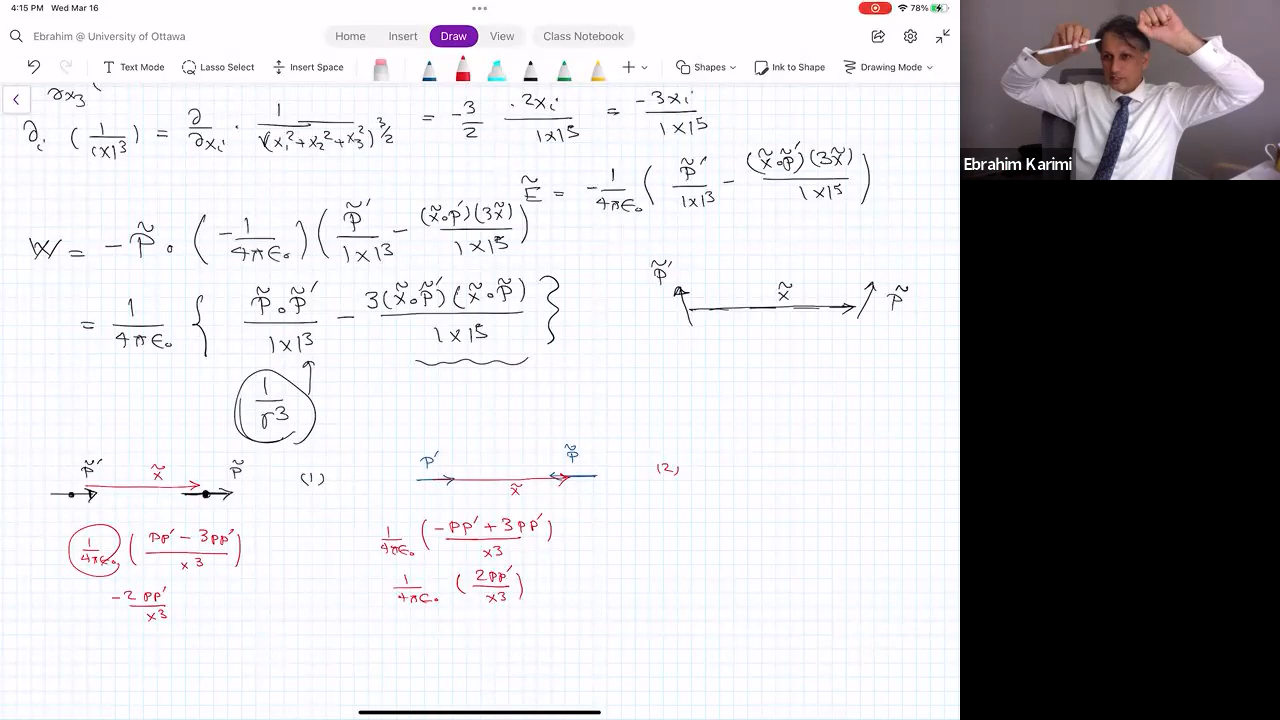 4:15 PM Wed Mar 16
78%
Ebrahim @ University of Ottawa
Home Insert Draw View Class Notebook
Text Mode Lasso Select Insert Space Shapes Ink to Shape Drawing Mode
∂x₃
∂ᵢ (1/|x|³) = ∂/∂xᵢ · 1/(x₁²+x₂²+x₃²)^3/2 = -3/2 · 2xᵢ/|x|⁵ = -3xᵢ/|x|⁵
Ẽ = -1/4πε₀ ( p̃′/|x|³ - (x̃∘p̃′)(3x̃)/|x|⁵ )
W = -p̃ ∘ (-1/4πε₀) ( p̃′/|x|³ - (x̃∘p′)(3x̃)/|x|⁵ )
= 1/4πε₀ { p̃∘p̃′/|x|³ - 3(x̃∘p̃′)(x̃∘p̃)/|x|⁵ }
p̃′ x̃ p̃
1/r³
p̃′ x̃ p̃ (1)
1/4πε₀ ( pp′ - 3pp′ / x³ )
-2pp′/x³
p′ x̃ p̃ (2)
1/4πε₀ ( -pp′ + 3pp′ / x³ )
1/4πε₀ ( 2pp′/x³ )
Ebrahim Karimi